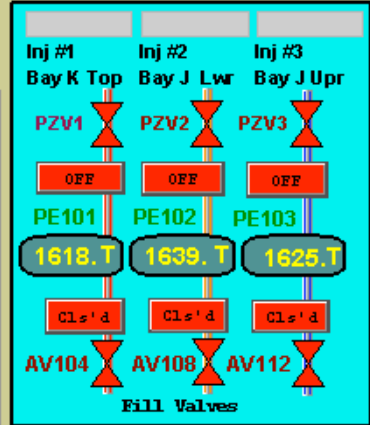 Inj #1 Inj #2 Inj #3
Bay K Top Bay J Lwr Bay J Upr
PZV1 PZV2 PZV3
OFF OFF OFF
PE101 PE102 PE103
1618.T 1639. T 1625.T
Cls'd Cls'd Cls'd
AV104 AV108 AV112
Fill Valves